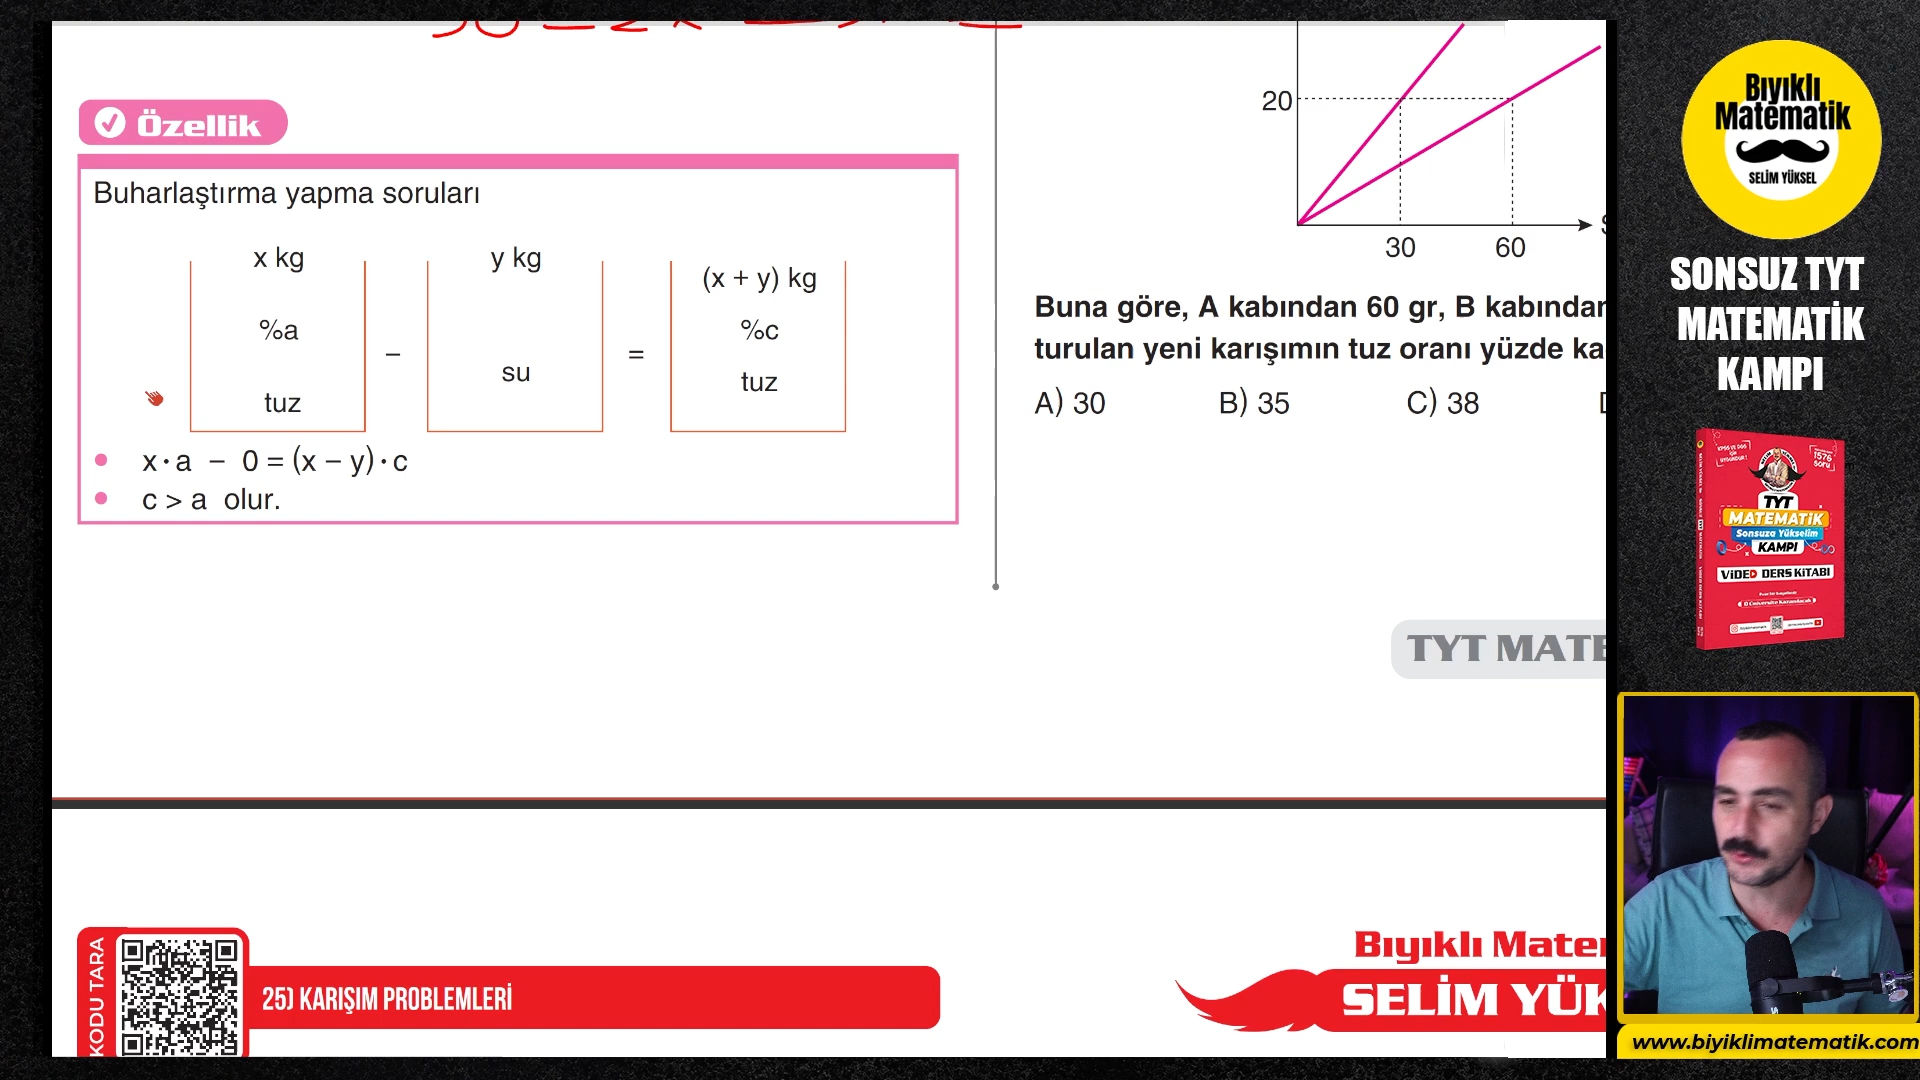 Özellik
Buharlaştırma yapma soruları
x kg
%a
tuz
−
y kg
su
=
(x + y) kg
%c
tuz
x · a − 0 = (x − y) · c
c > a olur.
20
30 60
Buna göre, A kabından 60 gr, B kabından
turulan yeni karışımın tuz oranı yüzde ka
A) 30 B) 35 C) 38
TYT MATE
KODU TARA
25) KARIŞIM PROBLEMLERİ
Bıyıklı Mate
SELİM YÜK
Bıyıklı
Matematik
SELİM YÜKSEL
SONSUZ TYT
MATEMATİK
KAMPI
TYT
MATEMATİK
Sonsuza Yükselim
KAMPI
VİDEO DERS KİTABI
www.biyiklimatematik.com